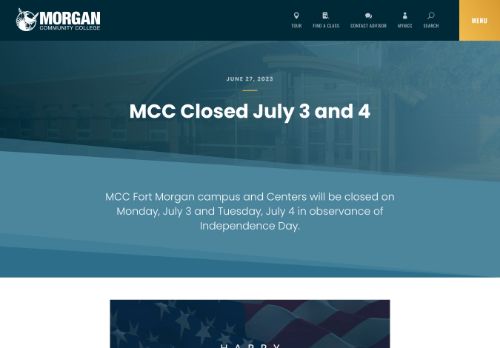 MORGAN
COMMUNITY COLLEGE
TOUR
FIND A CLASS
CONTACT ADVISOR
MYMCC
SEARCH
MENU
JUNE 27, 2023
MCC Closed July 3 and 4
MCC Fort Morgan campus and Centers will be closed on
Monday, July 3 and Tuesday, July 4 in observance of
Independence Day.
HAPPY